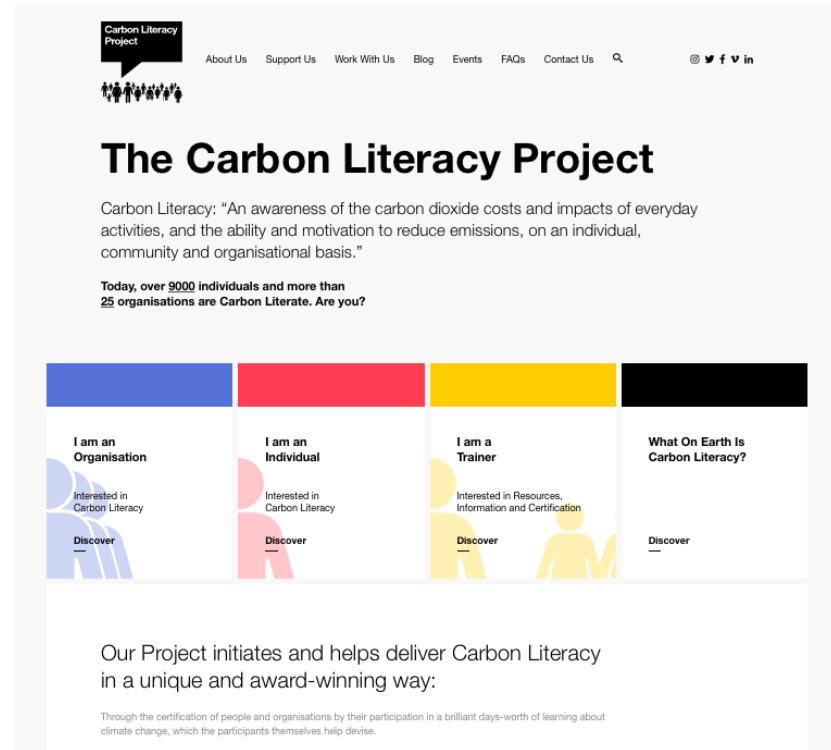 Carbon Literacy
Project
About Us Support Us Work With Us Blog Events FAQs Contact Us
The Carbon Literacy Project
Carbon Literacy: “An awareness of the carbon dioxide costs and impacts of everyday
activities, and the ability and motivation to reduce emissions, on an individual,
community and organisational basis.”
Today, over 9000 individuals and more than
25 organisations are Carbon Literate. Are you?
I am an
Organisation
Interested in
Carbon Literacy
Discover
I am an
Individual
Interested in
Carbon Literacy
Discover
I am a
Trainer
Interested in Resources,
Information and Certification
Discover
What On Earth Is
Carbon Literacy?
Discover
Our Project initiates and helps deliver Carbon Literacy
in a unique and award-winning way:
Through the certification of people and organisations by their participation in a brilliant days-worth of learning about
climate change, which the participants themselves help devise.